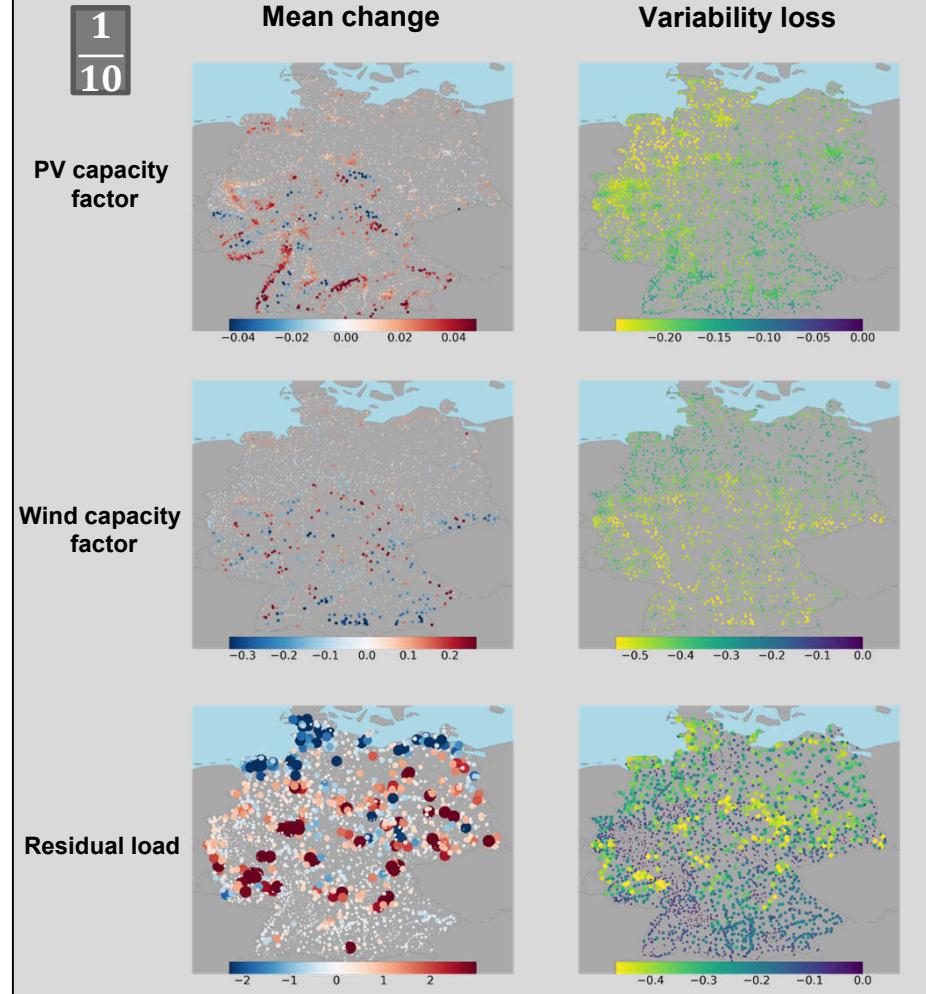 1
10
Mean change
Variability loss
PV capacity
factor
−0.04 −0.02 0.00 0.02 0.04
−0.20 −0.15 −0.10 −0.05 0.00
Wind capacity
factor
−0.3 −0.2 −0.1 0.0 0.1 0.2
−0.5 −0.4 −0.3 −0.2 −0.1 0.0
Residual load
−2 −1 0 1 2
−0.4 −0.3 −0.2 −0.1 0.0